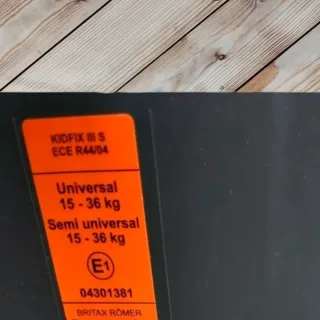 KIDFIX III S
ECE R44/04
Universal
15 - 36 kg
Semi universal
15 - 36 kg
E1
04301381
BRITAX RÖMER